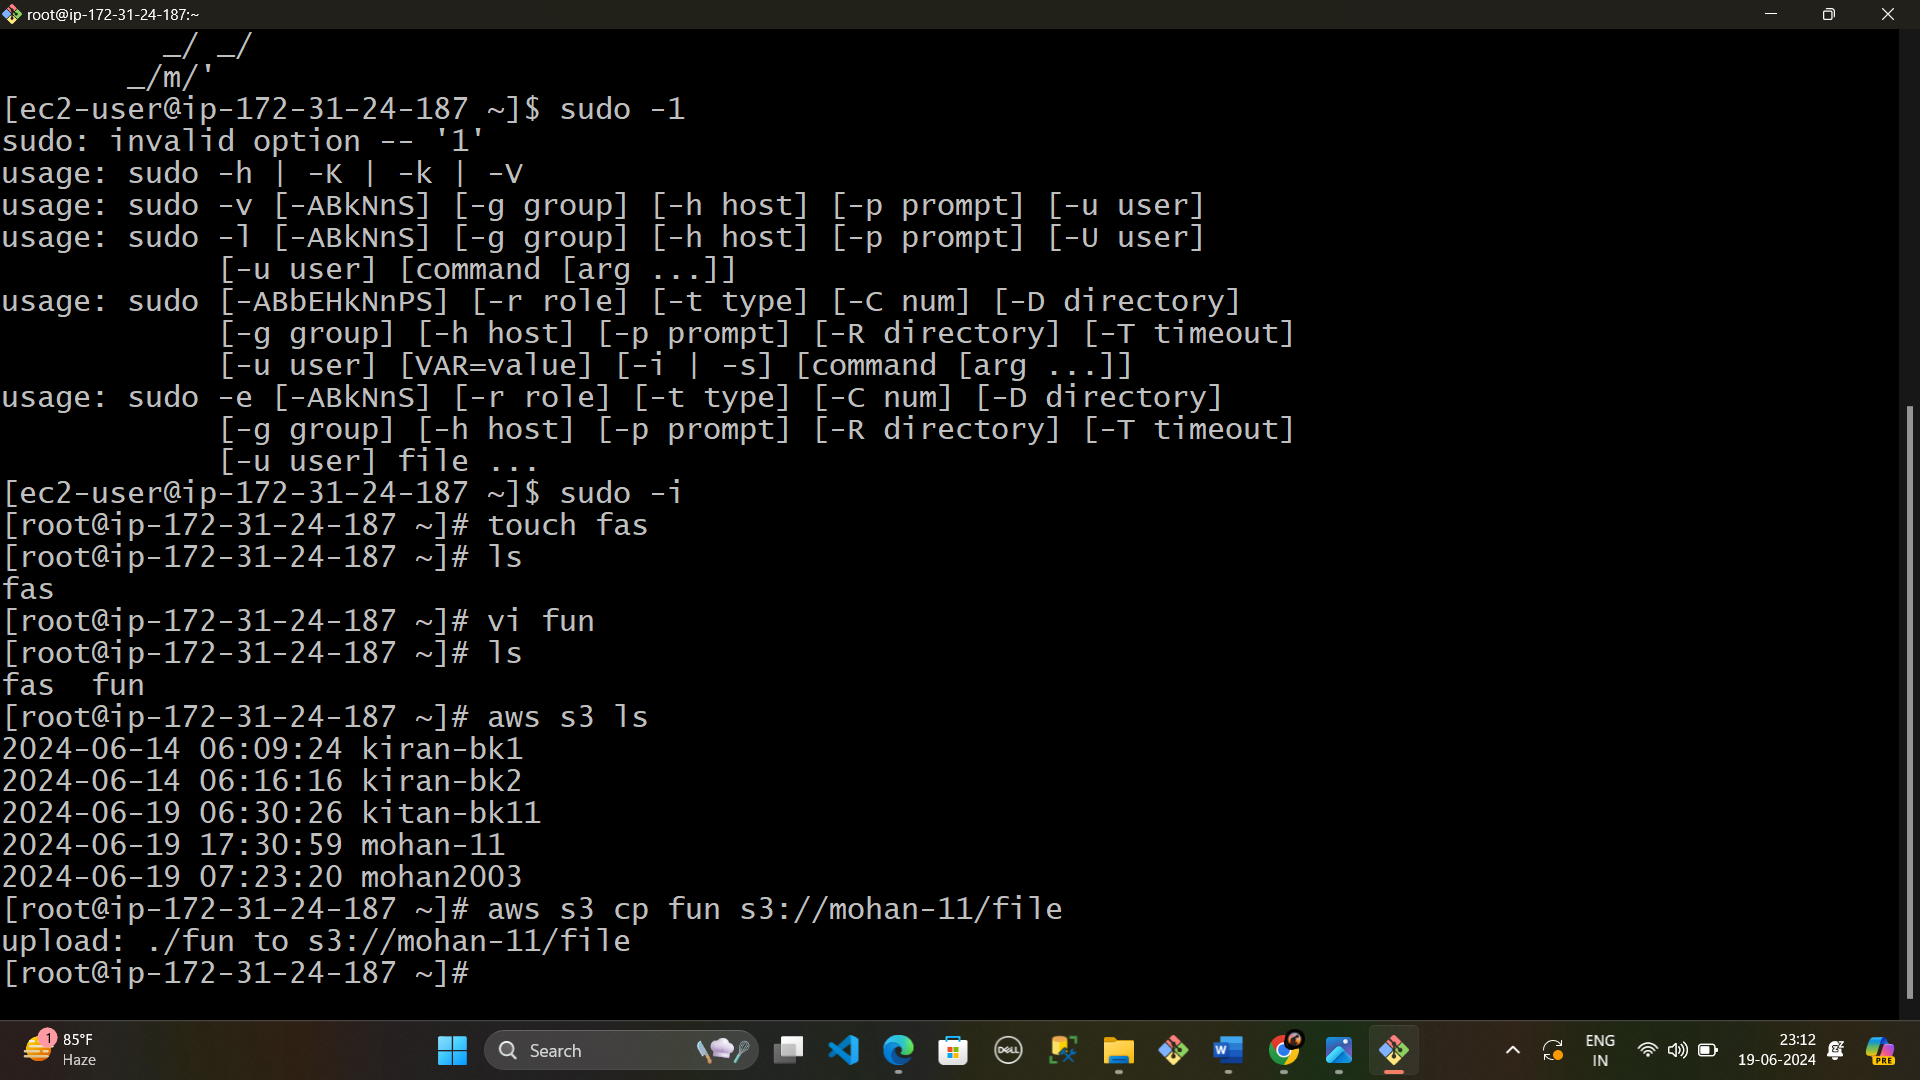 root@ip-172-31-24-187:~
_/ _/
_/m/'
[ec2-user@ip-172-31-24-187 ~]$ sudo -1
sudo: invalid option -- '1'
usage: sudo -h | -K | -k | -V
usage: sudo -v [-ABkNnS] [-g group] [-h host] [-p prompt] [-u user]
usage: sudo -l [-ABkNnS] [-g group] [-h host] [-p prompt] [-U user]
[-u user] [command [arg ...]]
usage: sudo [-ABbEHkNnPS] [-r role] [-t type] [-C num] [-D directory]
[-g group] [-h host] [-p prompt] [-R directory] [-T timeout]
[-u user] [VAR=value] [-i | -s] [command [arg ...]]
usage: sudo -e [-ABkNnS] [-r role] [-t type] [-C num] [-D directory]
[-g group] [-h host] [-p prompt] [-R directory] [-T timeout]
[-u user] file ...
[ec2-user@ip-172-31-24-187 ~]$ sudo -i
[root@ip-172-31-24-187 ~]# touch fas
[root@ip-172-31-24-187 ~]# ls
fas
[root@ip-172-31-24-187 ~]# vi fun
[root@ip-172-31-24-187 ~]# ls
fas  fun
[root@ip-172-31-24-187 ~]# aws s3 ls
2024-06-14 06:09:24 kiran-bk1
2024-06-14 06:16:16 kiran-bk2
2024-06-19 06:30:26 kitan-bk11
2024-06-19 17:30:59 mohan-11
2024-06-19 07:23:20 mohan2003
[root@ip-172-31-24-187 ~]# aws s3 cp fun s3://mohan-11/file
upload: ./fun to s3://mohan-11/file
[root@ip-172-31-24-187 ~]#
1
85°F
Haze
Search
DELL
W
ENG
IN
23:12
19-06-2024
PRE